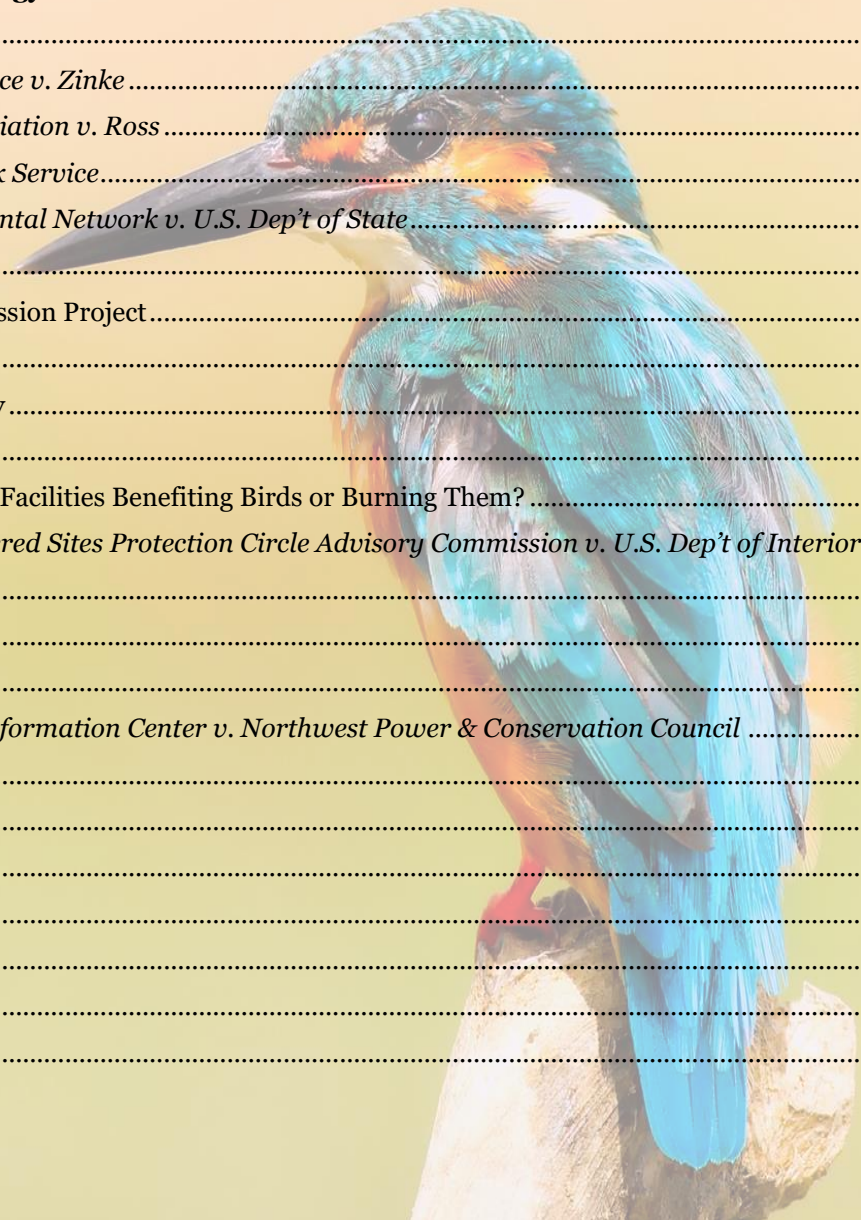 ce v. Zinke ..........
iation v. Ross ..........
k Service ..........
ntal Network v. U.S. Dep’t of State ..........
ssion Project ..........
y ..........
Facilities Benefiting Birds or Burning Them? ..........
red Sites Protection Circle Advisory Commission v. U.S. Dep’t of Interior
formation Center v. Northwest Power & Conservation Council ..........